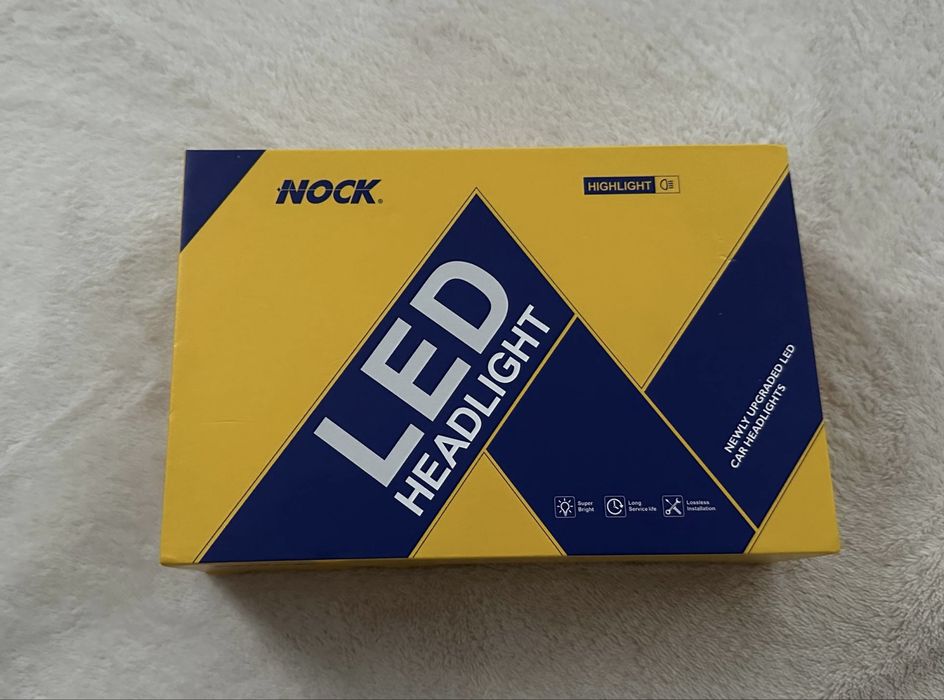 NOCK®
HIGHLIGHT
LED
HEADLIGHT
NEWLY UPGRADED LED
CAR HEADLIGHTS
Super
Bright
Long
Service life
Lossless
Installation